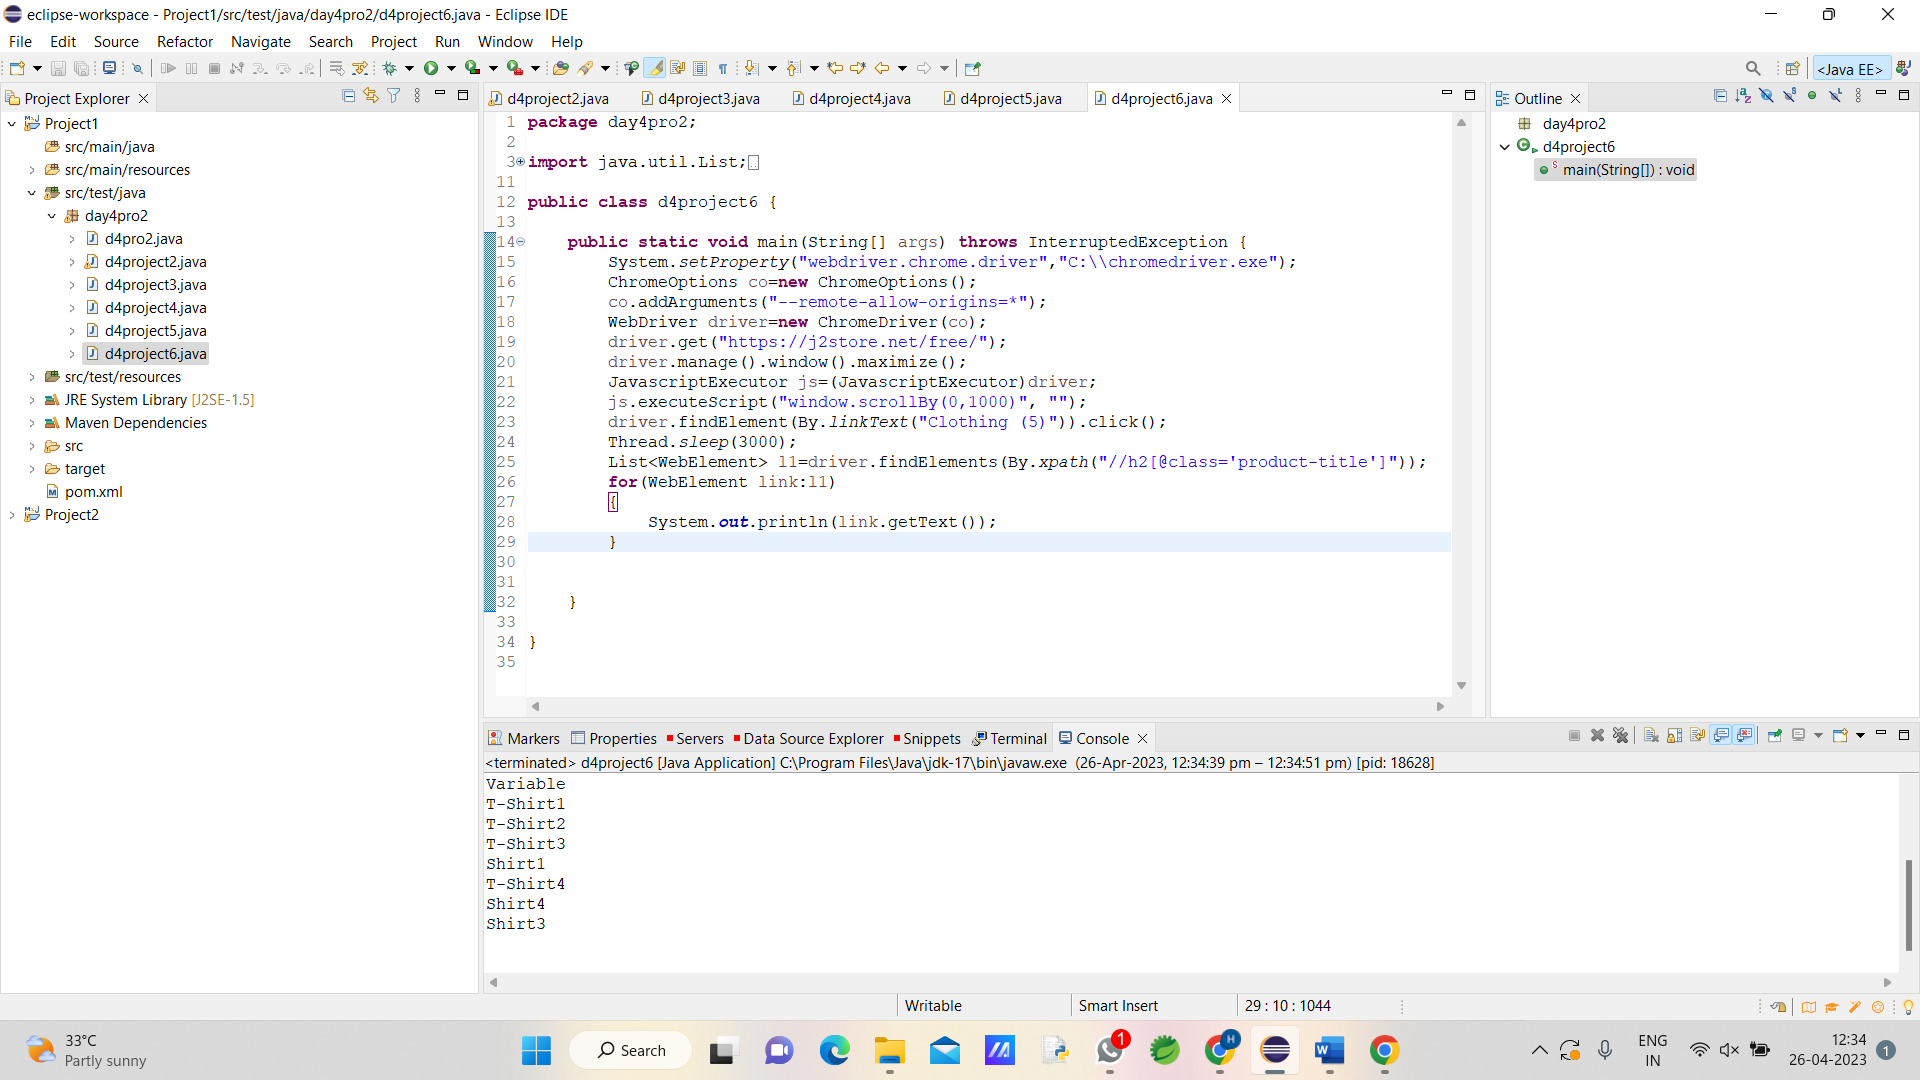 eclipse-workspace - Project1/src/test/java/day4pro2/d4project6.java - Eclipse IDE
File Edit Source Refactor Navigate Search Project Run Window Help
<Java EE>
Project Explorer
Project1
src/main/java
src/main/resources
src/test/java
day4pro2
d4pro2.java
d4project2.java
d4project3.java
d4project4.java
d4project5.java
d4project6.java
src/test/resources
JRE System Library [J2SE-1.5]
Maven Dependencies
src
target
pom.xml
Project2
d4project2.java d4project3.java d4project4.java d4project5.java d4project6.java
1 package day4pro2;
2
3 import java.util.List;
11
12 public class d4project6 {
13
14 public static void main(String[] args) throws InterruptedException {
15 System.setProperty("webdriver.chrome.driver","C:\\chromedriver.exe");
16 ChromeOptions co=new ChromeOptions();
17 co.addArguments("--remote-allow-origins=*");
18 WebDriver driver=new ChromeDriver(co);
19 driver.get("https://j2store.net/free/");
20 driver.manage().window().maximize();
21 JavascriptExecutor js=(JavascriptExecutor)driver;
22 js.executeScript("window.scrollBy(0,1000)", "");
23 driver.findElement(By.linkText("Clothing (5)")).click();
24 Thread.sleep(3000);
25 List<WebElement> l1=driver.findElements(By.xpath("//h2[@class='product-title']"));
26 for(WebElement link:l1)
27 {
28 System.out.println(link.getText());
29 }
30
31
32 }
33
34 }
35
Outline
day4pro2
d4project6
main(String[]) : void
Markers Properties Servers Data Source Explorer Snippets Terminal Console
<terminated> d4project6 [Java Application] C:\Program Files\Java\jdk-17\bin\javaw.exe (26-Apr-2023, 12:34:39 pm – 12:34:51 pm) [pid: 18628]
Variable
T-Shirt1
T-Shirt2
T-Shirt3
Shirt1
T-Shirt4
Shirt4
Shirt3
Writable Smart Insert 29 : 10 : 1044
33°C
Partly sunny
Search
1
H
ENG
IN
12:34
26-04-2023
1